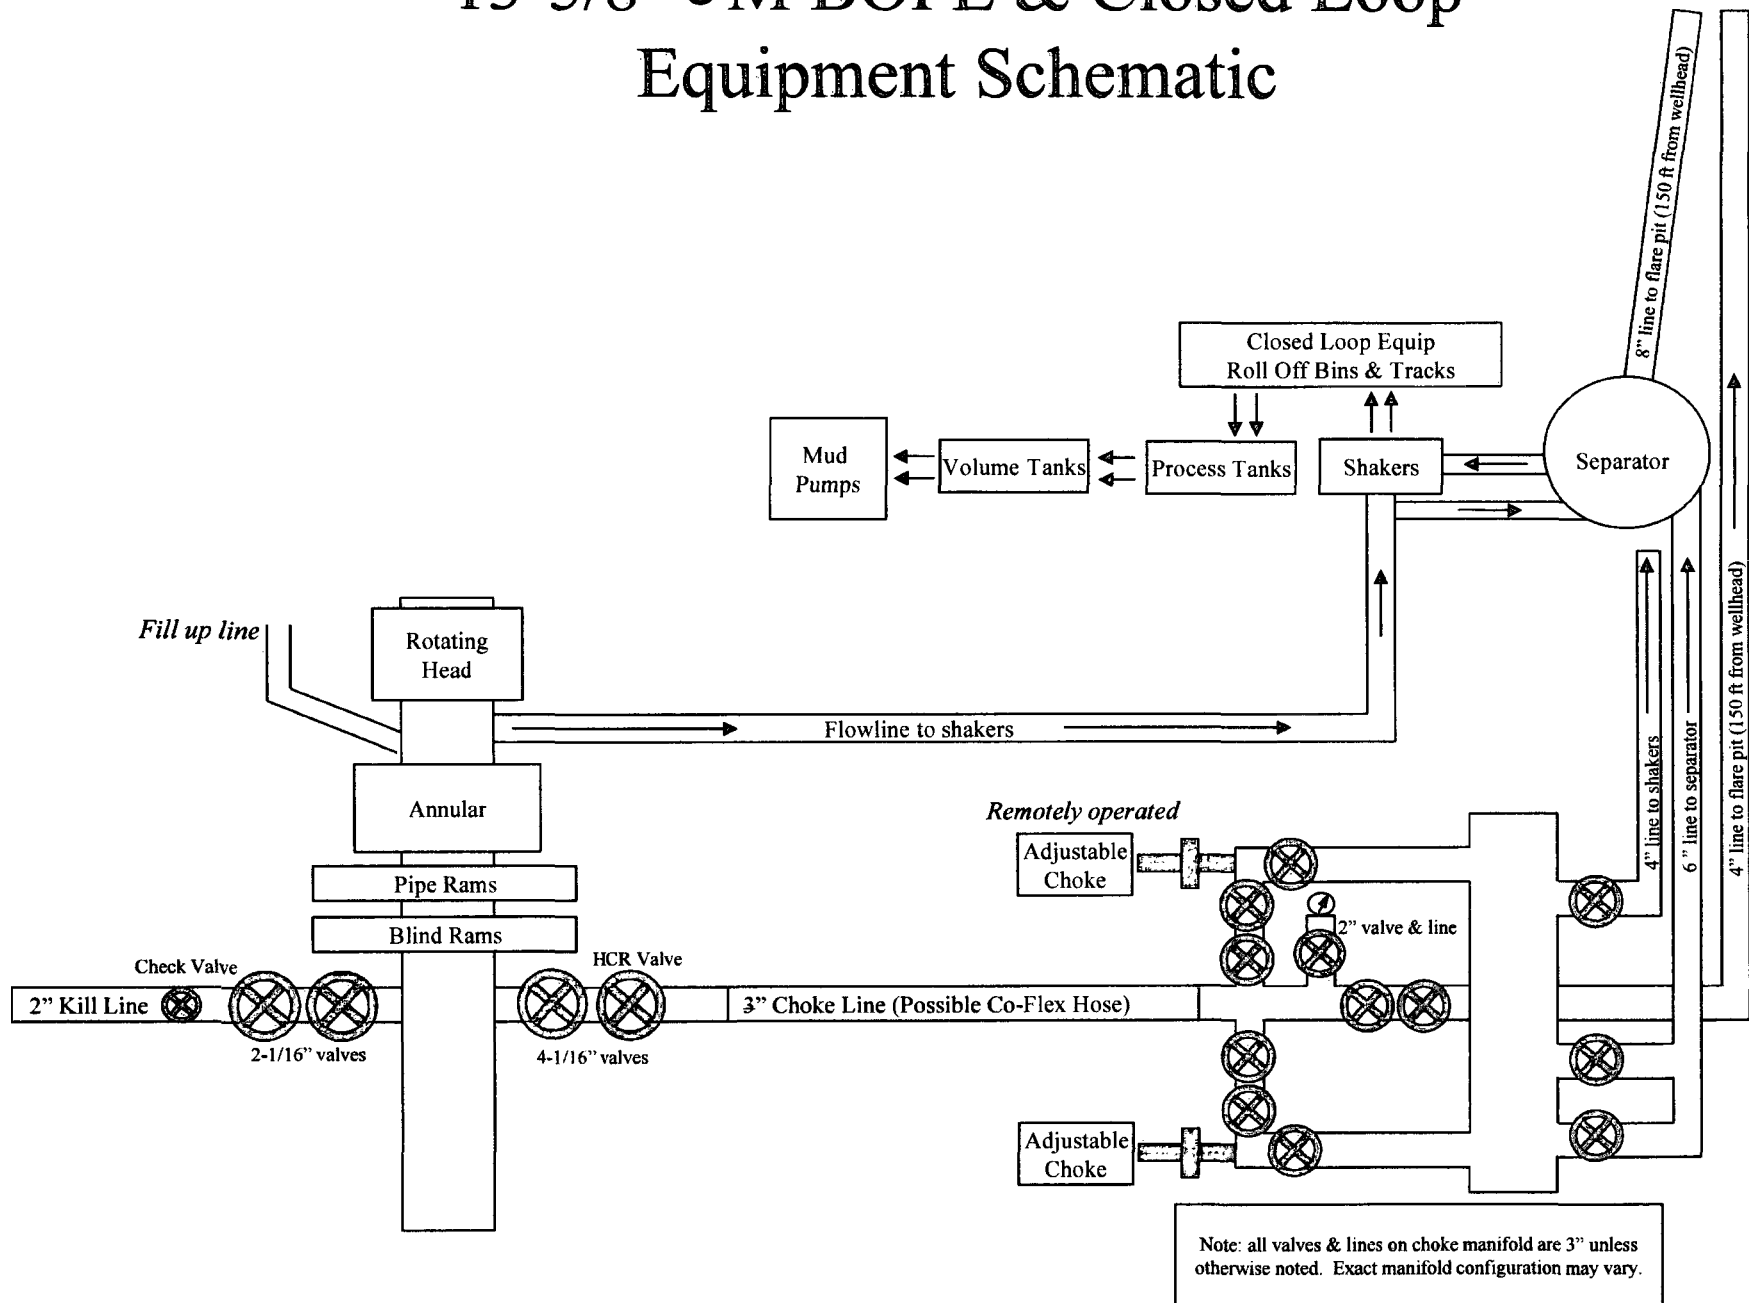 M BOPE & Closed Loop
Equipment Schematic
8” line to flare pit (150 ft from wellhead)
Closed Loop Equip
Roll Off Bins & Tracks
Mud
Pumps
Volume Tanks
Process Tanks
Shakers
Separator
Fill up line
Rotating
Head
Flowline to shakers
Annular
Pipe Rams
Blind Rams
Check Valve
HCR Valve
2” Kill Line
3” Choke Line (Possible Co-Flex Hose)
2-1/16” valves
4-1/16” valves
Remotely operated
Adjustable
Choke
2” valve & line
Adjustable
Choke
4” line to shakers
6” line to separator
4” line to flare pit (150 ft from wellhead)
Note: all valves & lines on choke manifold are 3” unless
otherwise noted. Exact manifold configuration may vary.